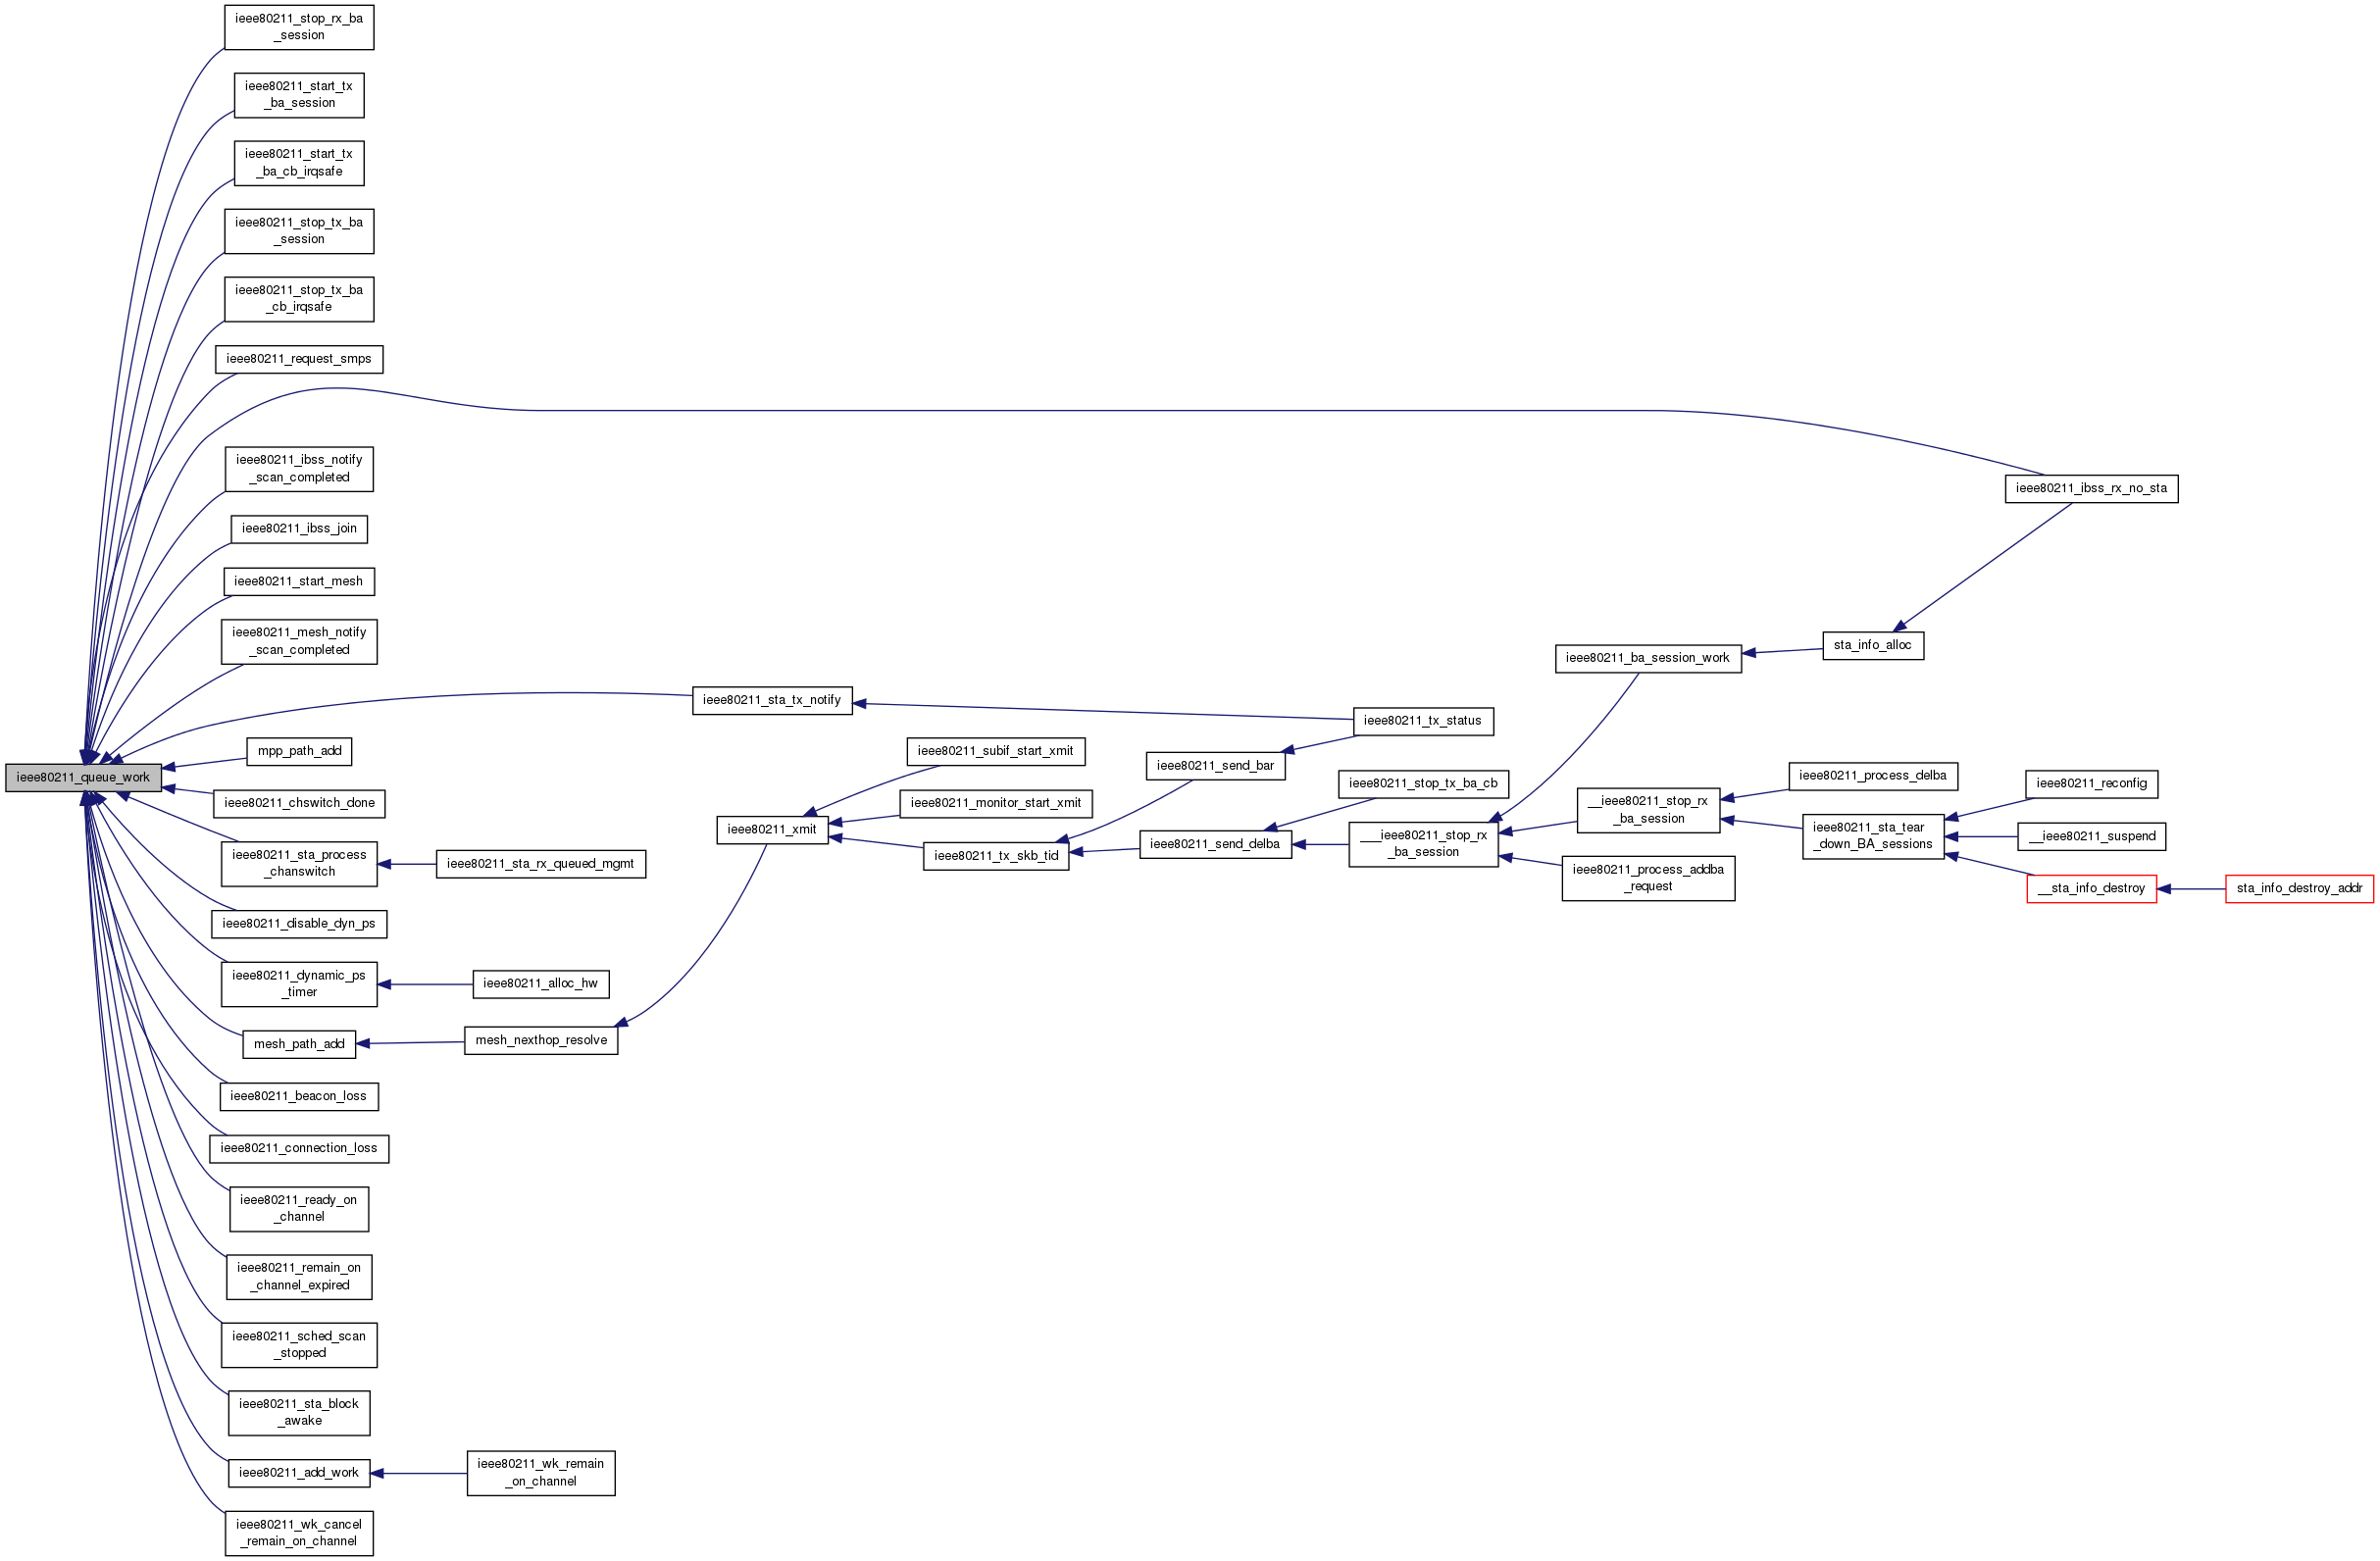 ieee80211_stop_rx_ba
_session
ieee80211_start_tx
_ba_session
ieee80211_start_tx
_ba_cb_irqsafe
ieee80211_stop_tx_ba
_session
ieee80211_stop_tx_ba
_cb_irqsafe
ieee80211_request_smps
ieee80211_ibss_notify
_scan_completed
ieee80211_ibss_rx_no_sta
ieee80211_ibss_join
ieee80211_start_mesh
ieee80211_mesh_notify
_scan_completed
sta_info_alloc
ieee80211_ba_session_work
ieee80211_sta_tx_notify
ieee80211_tx_status
mpp_path_add
ieee80211_subif_start_xmit
ieee80211_send_bar
ieee80211_queue_work
ieee80211_process_delba
ieee80211_stop_tx_ba_cb
ieee80211_reconfig
ieee80211_chswitch_done
ieee80211_monitor_start_xmit
__ieee80211_stop_rx
_ba_session
ieee80211_xmit
ieee80211_sta_tear
_down_BA_sessions
__ieee80211_suspend
ieee80211_send_delba
___ieee80211_stop_rx
_ba_session
ieee80211_tx_skb_tid
ieee80211_sta_process
_chanswitch
ieee80211_sta_rx_queued_mgmt
ieee80211_process_addba
_request
__sta_info_destroy
sta_info_destroy_addr
ieee80211_disable_dyn_ps
ieee80211_dynamic_ps
_timer
ieee80211_alloc_hw
mesh_path_add
mesh_nexthop_resolve
ieee80211_beacon_loss
ieee80211_connection_loss
ieee80211_ready_on
_channel
ieee80211_remain_on
_channel_expired
ieee80211_sched_scan
_stopped
ieee80211_sta_block
_awake
ieee80211_add_work
ieee80211_wk_remain
_on_channel
ieee80211_wk_cancel
_remain_on_channel